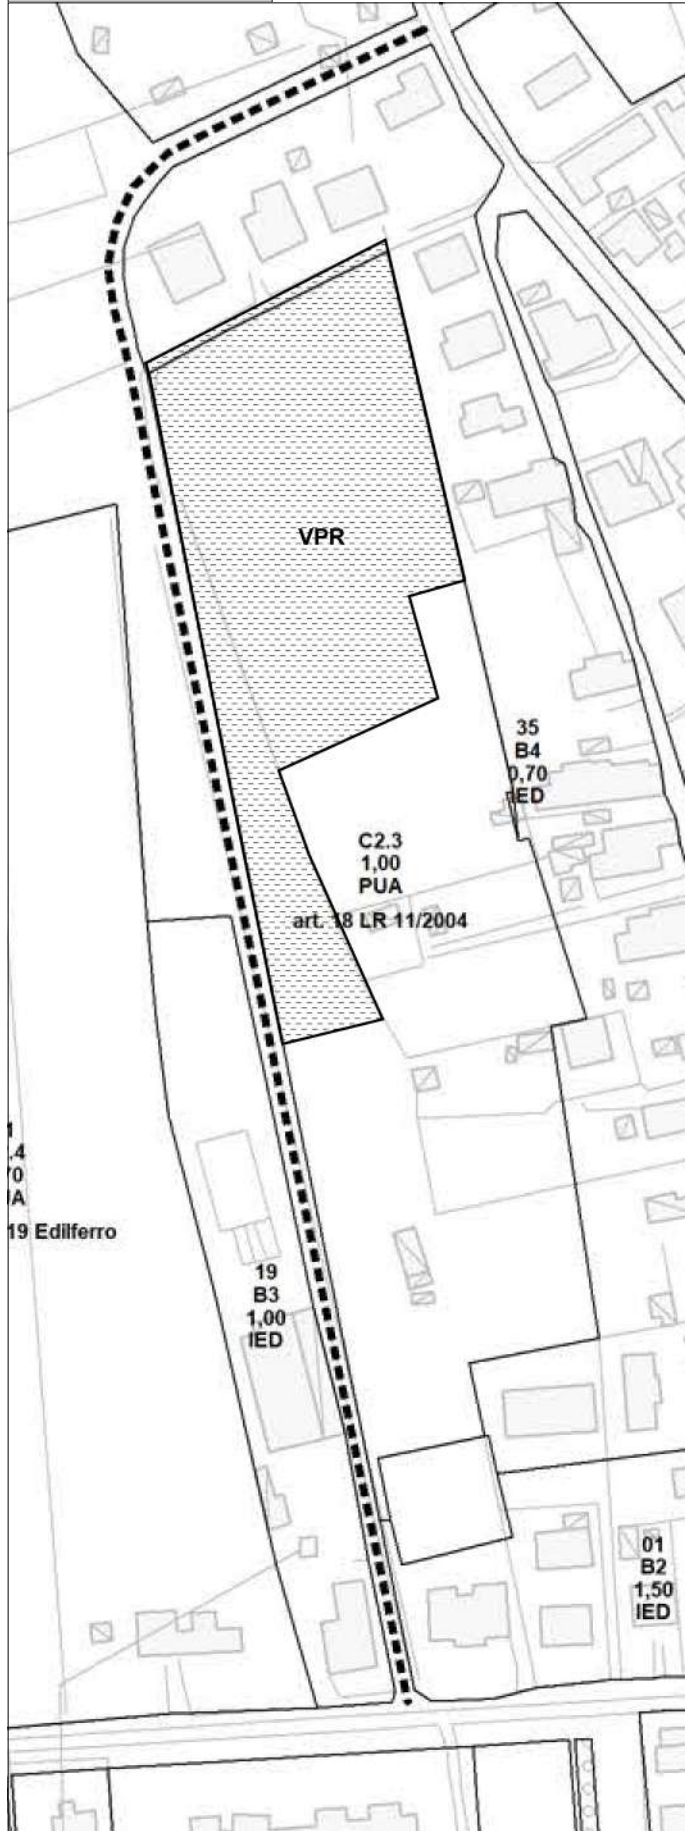 VPR
35
B4
0,70
IED
C2.3
1,00
PUA
art. 18 LR 11/2004
19 Edilferro
19
B3
1,00
IED
01
B2
1,50
IED